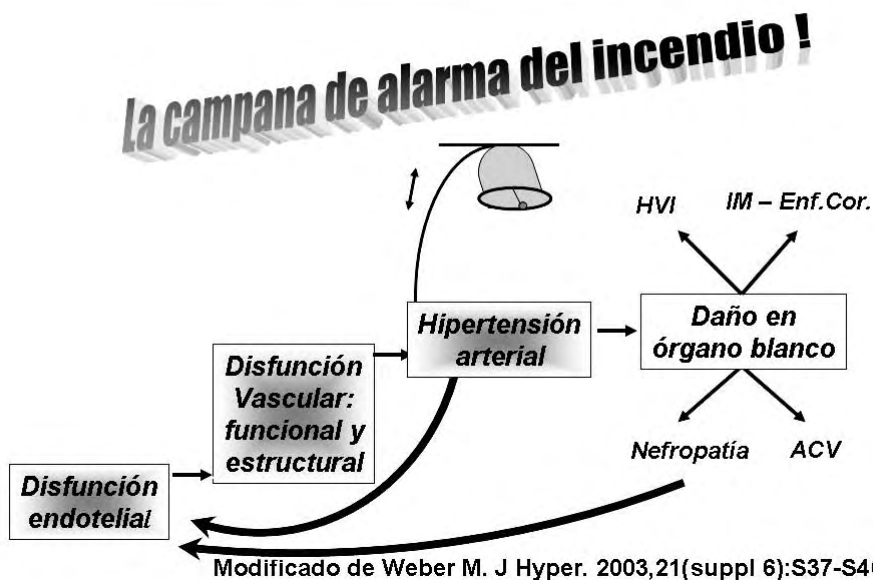 La campana de alarma del incendio !
HVI
IM – Enf.Cor.
Hipertensión
arterial
Daño en
órgano blanco
Disfunción
Vascular:
funcional y
estructural
Nefropatía
ACV
Disfunción
endotelial
Modificado de Weber M. J Hyper. 2003,21(suppl 6):S37-S4